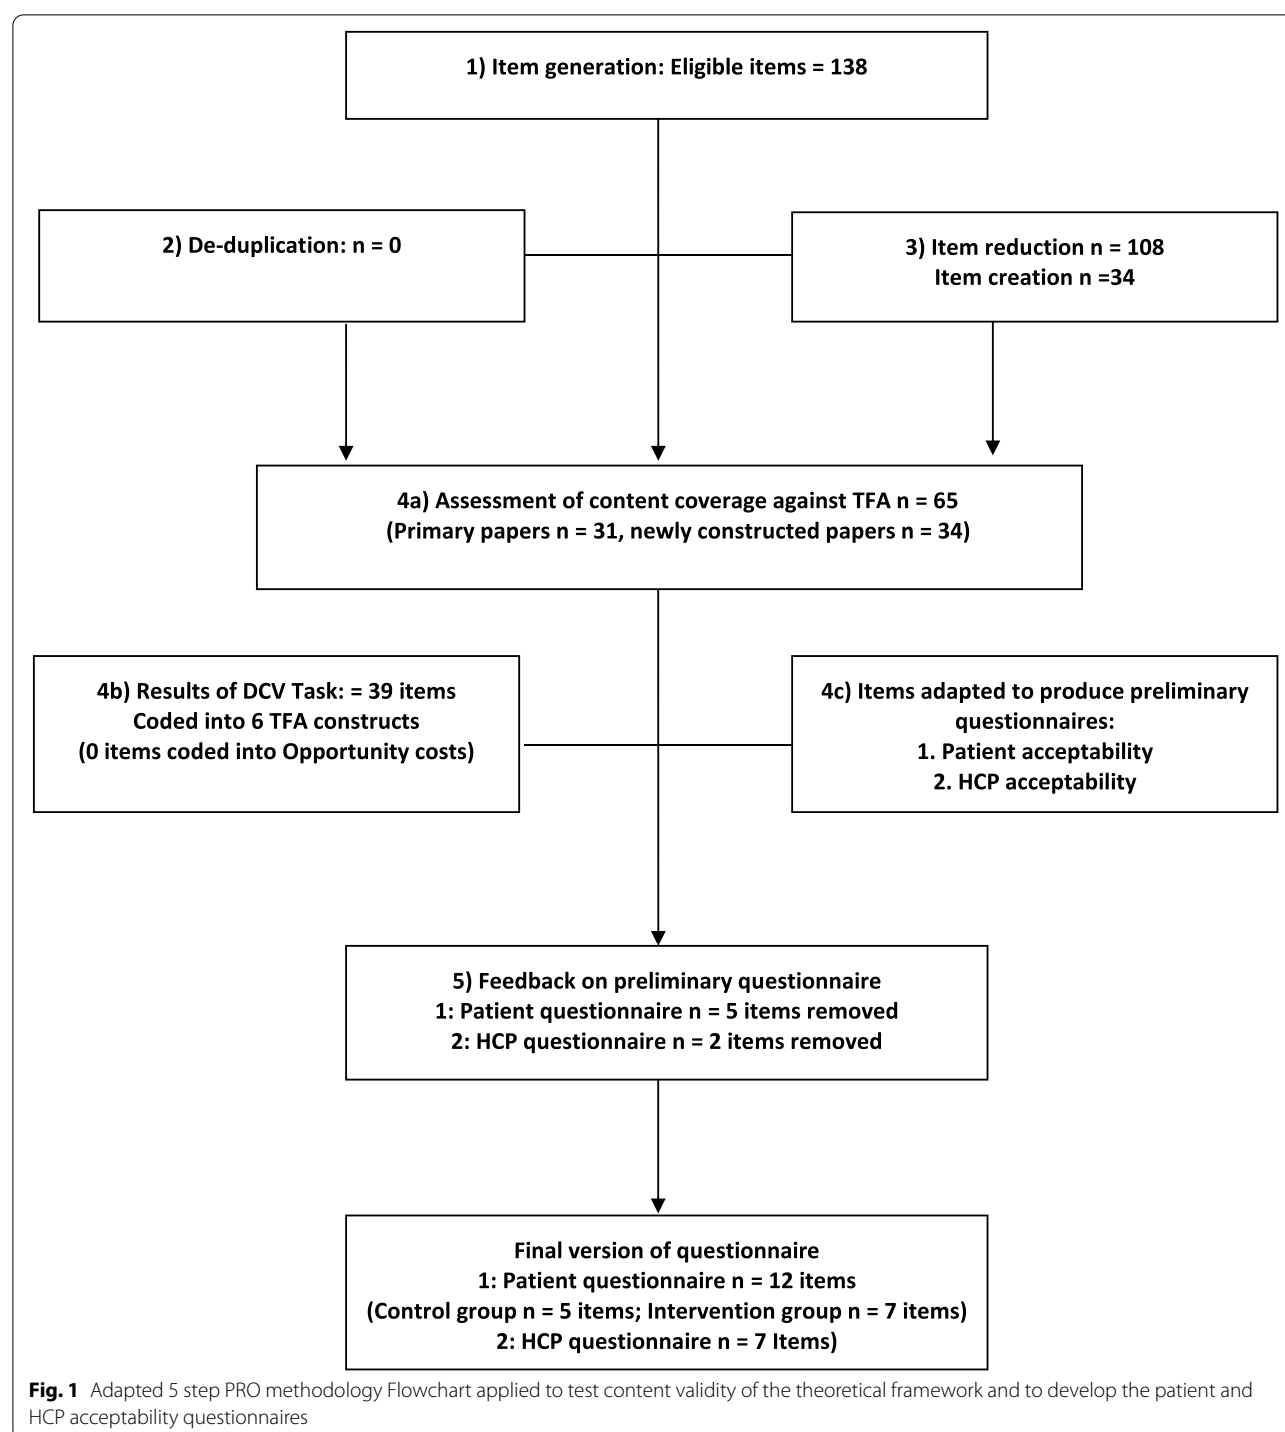 1) Item generation: Eligible items = 138
2) De-duplication: n = 0
3) Item reduction n = 108
Item creation n =34
4a) Assessment of content coverage against TFA n = 65
(Primary papers n = 31, newly constructed papers n = 34)
4b) Results of DCV Task: = 39 items
Coded into 6 TFA constructs
(0 items coded into Opportunity costs)
4c) Items adapted to produce preliminary
questionnaires:
1. Patient acceptability
2. HCP acceptability
5) Feedback on preliminary questionnaire
1: Patient questionnaire n = 5 items removed
2: HCP questionnaire n = 2 items removed
Final version of questionnaire
1: Patient questionnaire n = 12 items
(Control group n = 5 items; Intervention group n = 7 items)
2: HCP questionnaire n = 7 Items)
Fig. 1 Adapted 5 step PRO methodology Flowchart applied to test content validity of the theoretical framework and to develop the patient and
HCP acceptability questionnaires